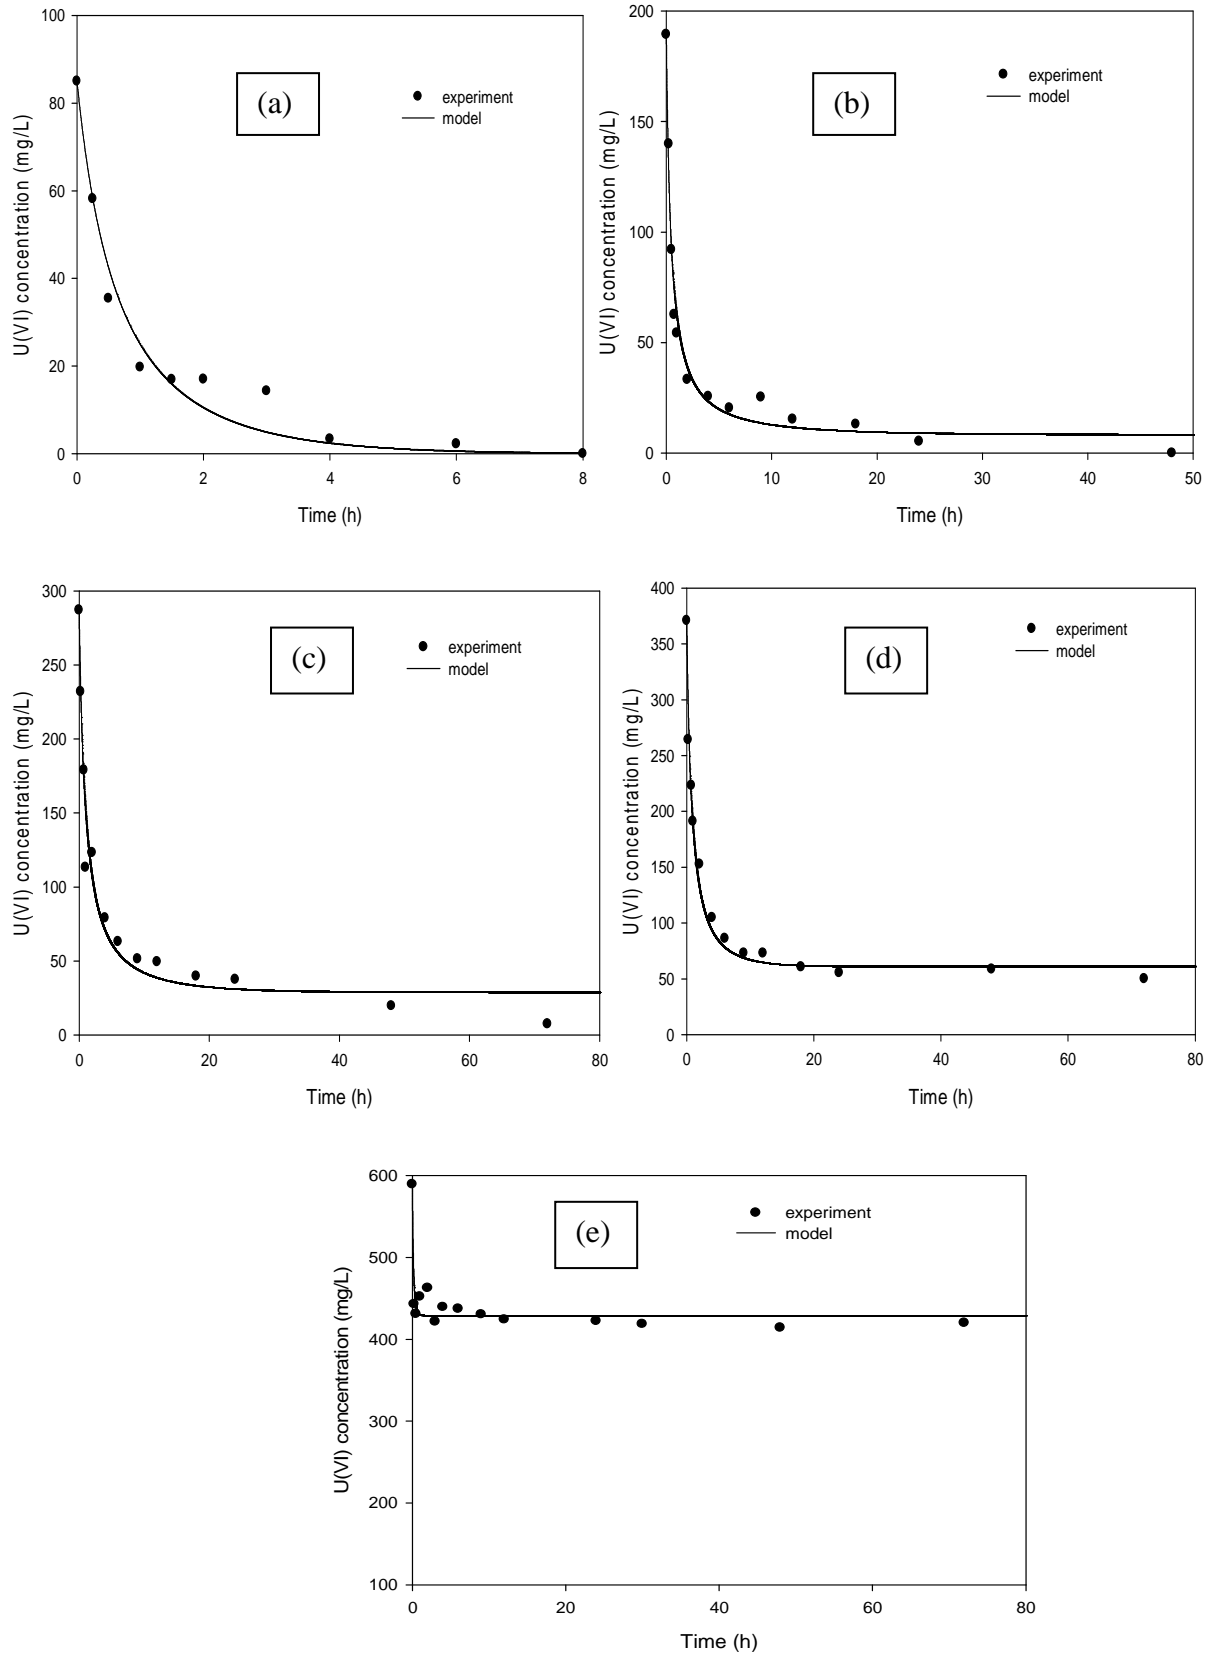 (a)
experiment
model
U(VI) concentration (mg/L)
100
80
60
40
20
0
0 2 4 6 8
Time (h)
(b)
experiment
model
U(VI) concentration (mg/L)
200
150
100
50
0
0 10 20 30 40 50
Time (h)
(c)
experiment
model
U(VI) concentration (mg/L)
300
250
200
150
100
50
0
0 20 40 60 80
Time (h)
(d)
experiment
model
U(VI) concentration (mg/L)
400
350
300
250
200
150
100
50
0
0 20 40 60 80
Time (h)
(e)
experiment
model
U(VI) concentration (mg/L)
600
500
400
300
200
100
0 20 40 60 80
Time (h)